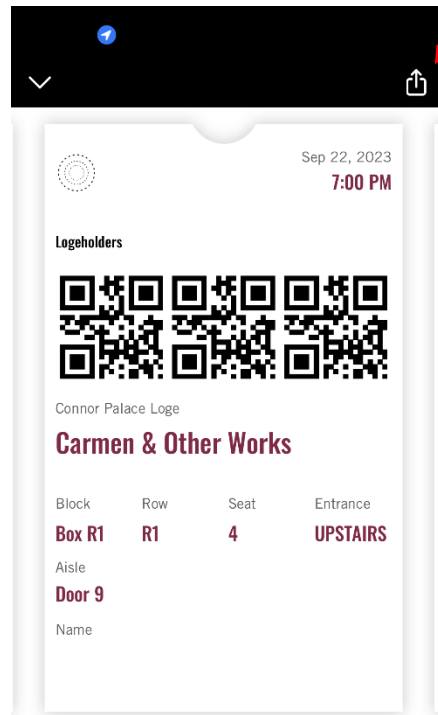 Sep 22, 2023
7:00 PM
Logeholders
Connor Palace Loge
Carmen & Other Works
Block Row Seat Entrance
Box R1 R1 4 UPSTAIRS
Aisle
Door 9
Name